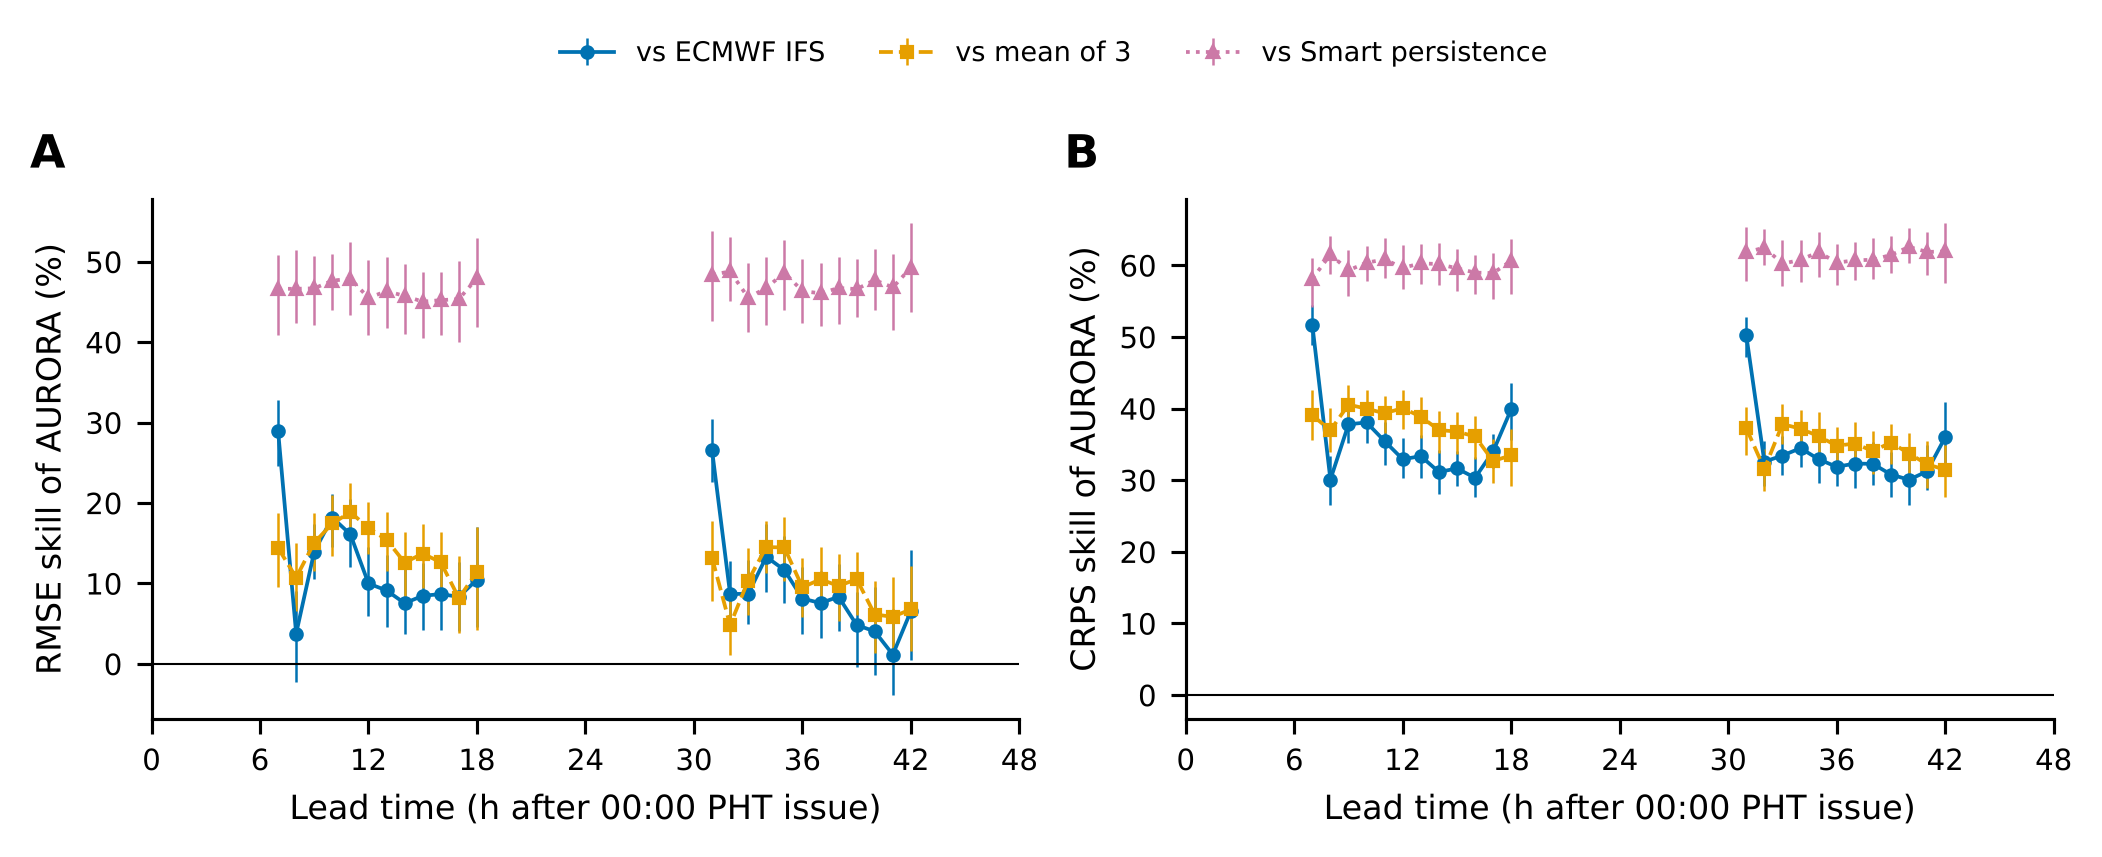 vs ECMWF IFS
vs mean of 3
vs Smart persistence
A
RMSE skill of AURORA (%)
50
40
30
20
10
0
0 6 12 18 24 30 36 42 48
Lead time (h after 00:00 PHT issue)
B
CRPS skill of AURORA (%)
60
50
40
30
20
10
0
0 6 12 18 24 30 36 42 48
Lead time (h after 00:00 PHT issue)